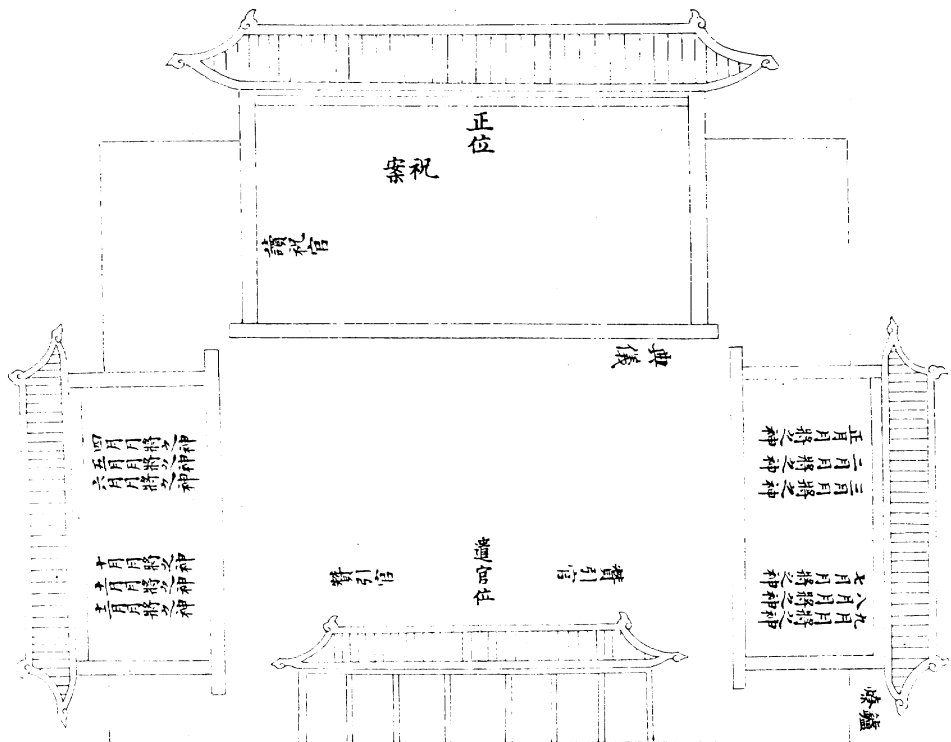 正位
祝案
讀祝官
典儀
正月月將之神
二月月將之神
三月月將之神
七月月將之神
八月月將之神
九月月將之神
四月月將之神
五月月將之神
六月月將之神
十月月將之神
十一月月將之神
十二月月將之神
遣官位
贊引官
贊引官
燎鑪